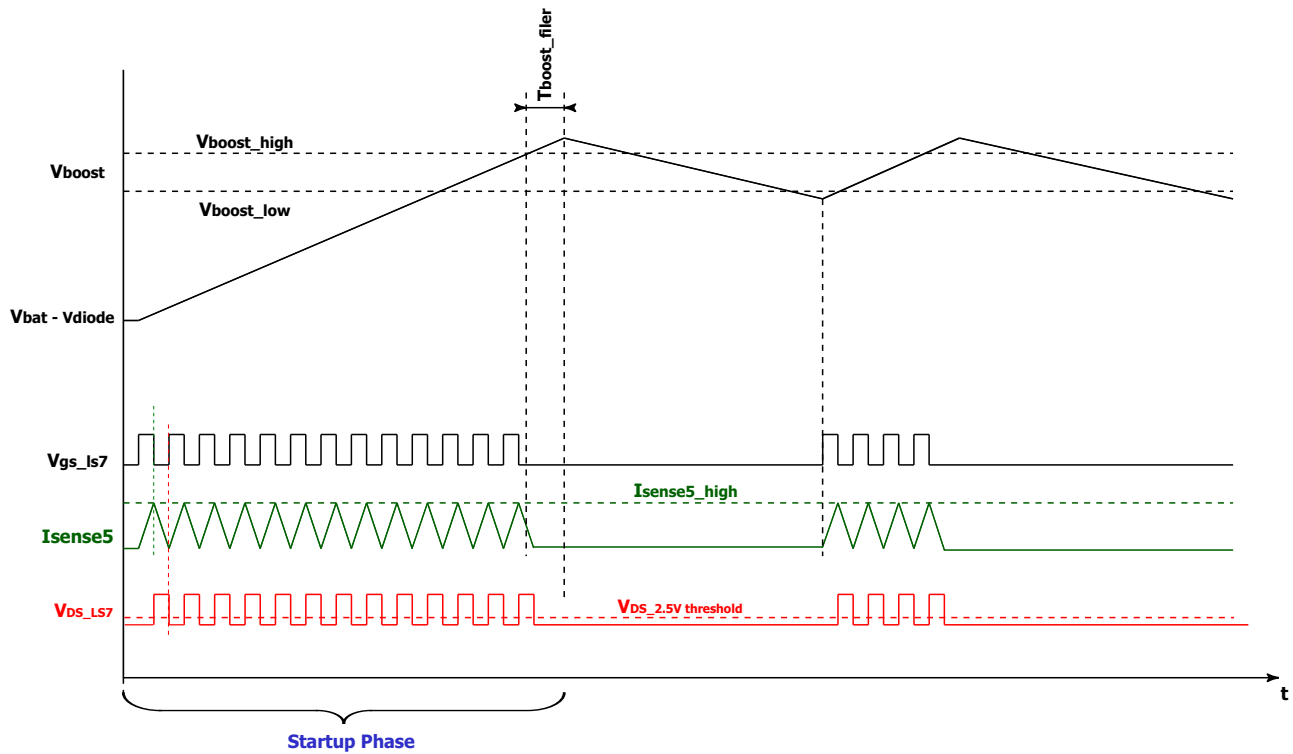 Tboost_filer
Vboost_high
Vboost
Vboost_low
Vbat - Vdiode
Vgs_ls7
Isense5_high
Isense5
VDS_LS7
VDS_2.5V threshold
t
Startup Phase